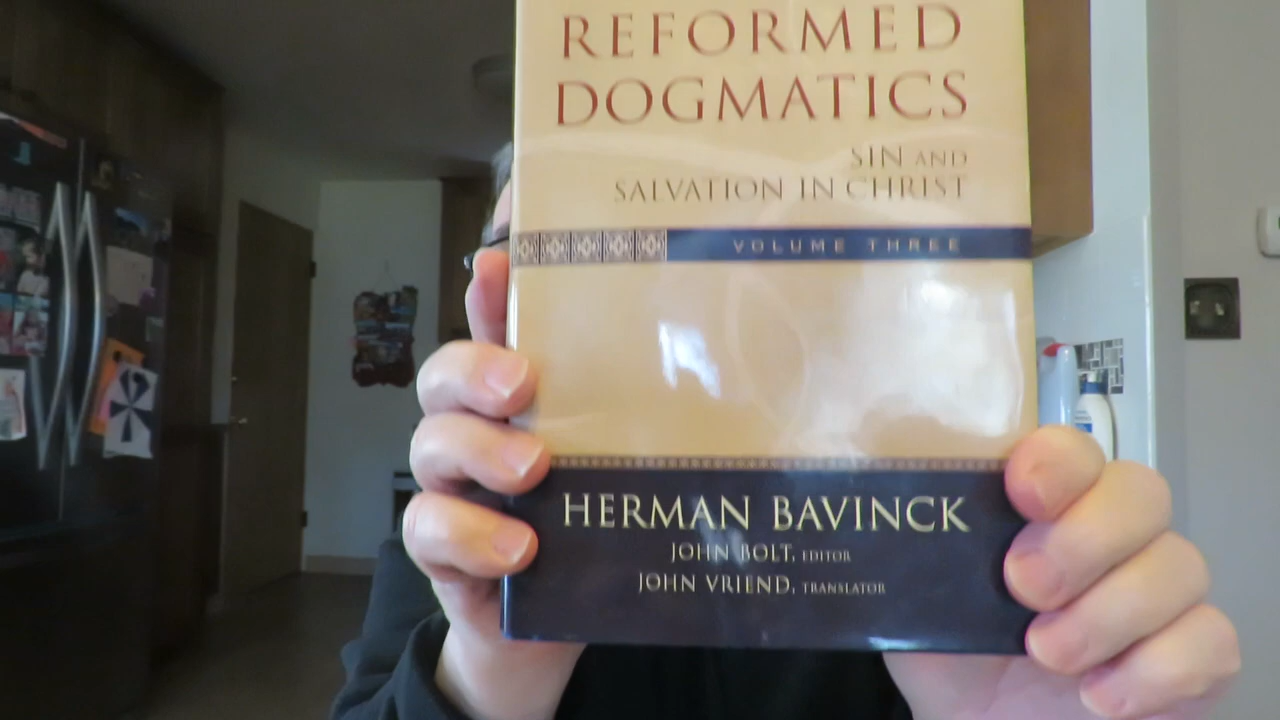 REFORMED
DOGMATICS
SIN AND
SALVATION IN CHRIST
VOLUME THREE
HERMAN BAVINCK
JOHN BOLT, EDITOR
JOHN VRIEND, TRANSLATOR